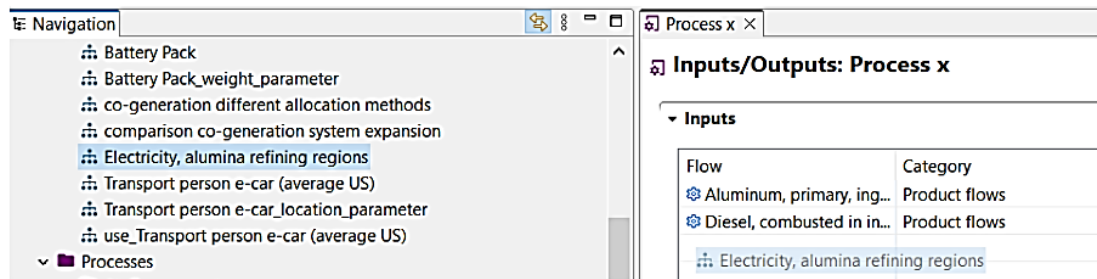 Navigation
Battery Pack
Battery Pack_weight_parameter
co-generation different allocation methods
comparison co-generation system expansion
Electricity, alumina refining regions
Transport person e-car (average US)
Transport person e-car_location_parameter
use_Transport person e-car (average US)
Processes
Process x
Inputs/Outputs: Process x
Inputs
Flow Category
Aluminum, primary, ing... Product flows
Diesel, combusted in in... Product flows
Electricity, alumina refining regions